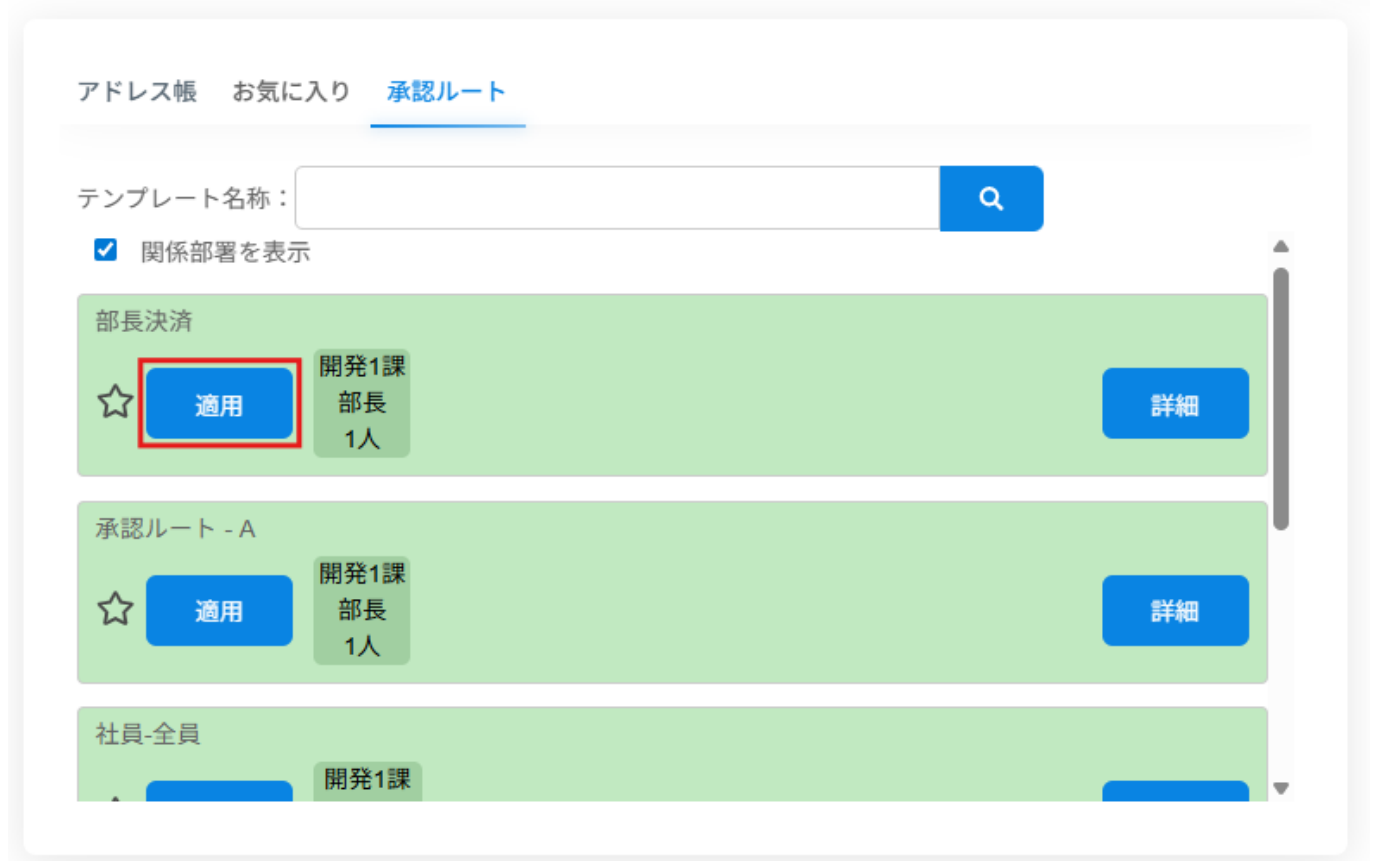 アドレス帳 お気に入り 承認ルート
テンプレート名称：
関係部署を表示
部長決済
適用
開発1課
部長
1人
詳細
承認ルート - A
適用
開発1課
部長
1人
詳細
社員-全員
開発1課